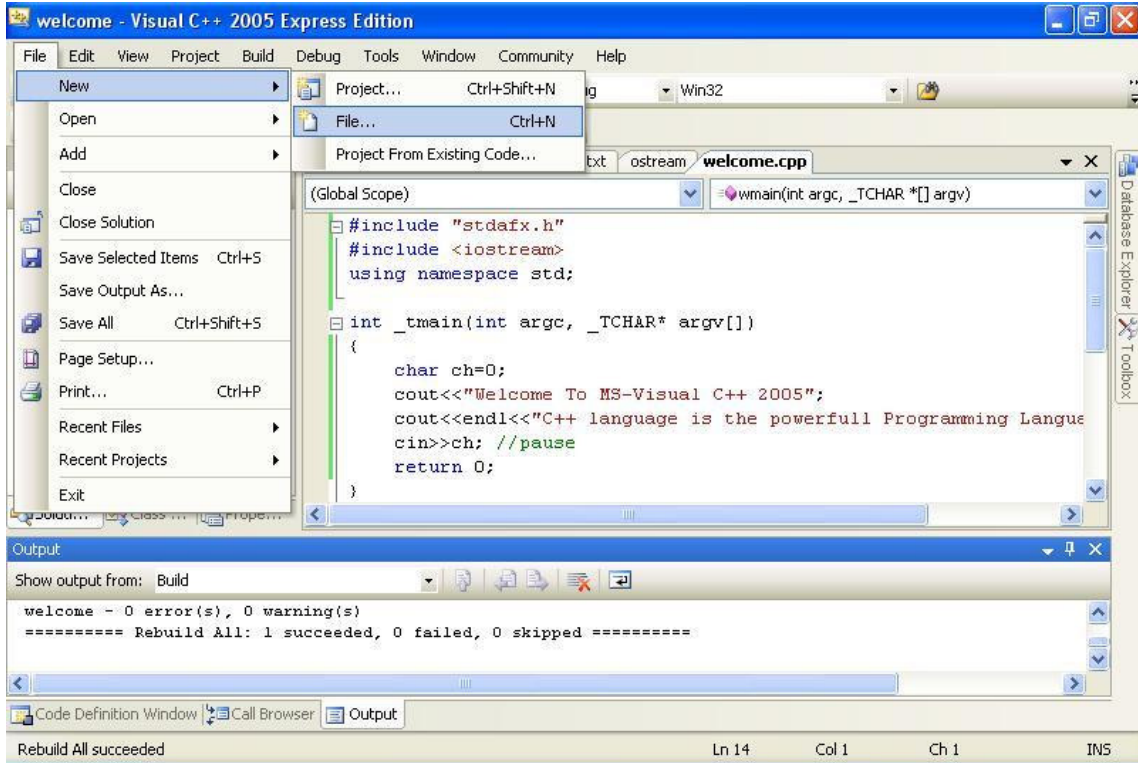 welcome - Visual C++ 2005 Express Edition
File Edit View Project Build Debug Tools Window Community Help
New
Open
Add
Close
Close Solution
Save Selected Items Ctrl+S
Save Output As...
Save All Ctrl+Shift+S
Page Setup...
Print... Ctrl+P
Recent Files
Recent Projects
Exit
Project... Ctrl+Shift+N
File... Ctrl+N
Project From Existing Code...
Win32
txt ostream welcome.cpp
(Global Scope) wmain(int argc, _TCHAR *[] argv)
#include "stdafx.h"
#include <iostream>
using namespace std;
int _tmain(int argc, _TCHAR* argv[])
{
char ch=0;
cout<<"Welcome To MS-Visual C++ 2005";
cout<<endl<<"C++ language is the powerfull Programming Langua
cin>>ch; //pause
return 0;
}
Database Explorer
Toolbox
Output
Show output from: Build
welcome - 0 error(s), 0 warning(s)
========== Rebuild All: 1 succeeded, 0 failed, 0 skipped ==========
Code Definition Window Call Browser Output
Rebuild All succeeded Ln 14 Col 1 Ch 1 INS